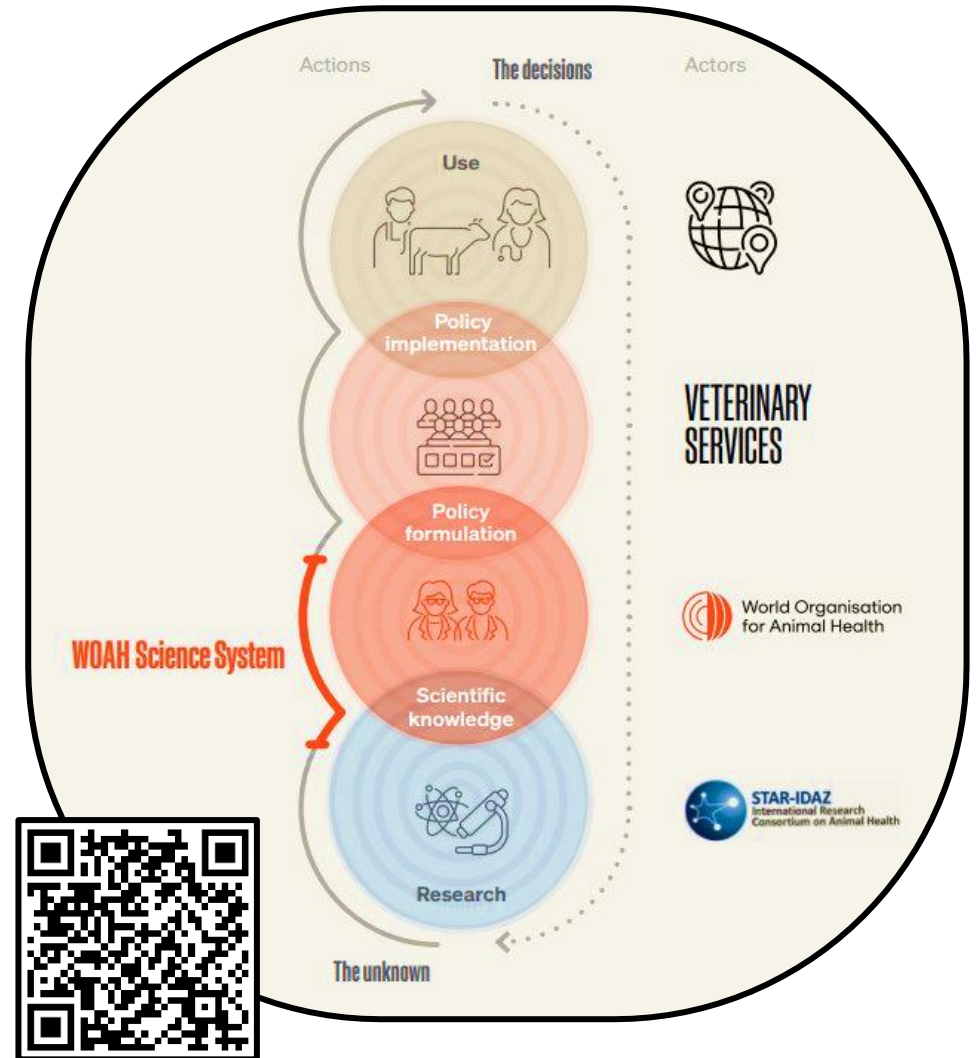 Actions
The decisions
Actors
Use
Policy
implementation
VETERINARY
SERVICES
Policy
formulation
World Organisation
for Animal Health
WOAH Science System
Scientific
knowledge
STAR-IDAZ
International Research
Consortium on Animal Health
Research
The unknown